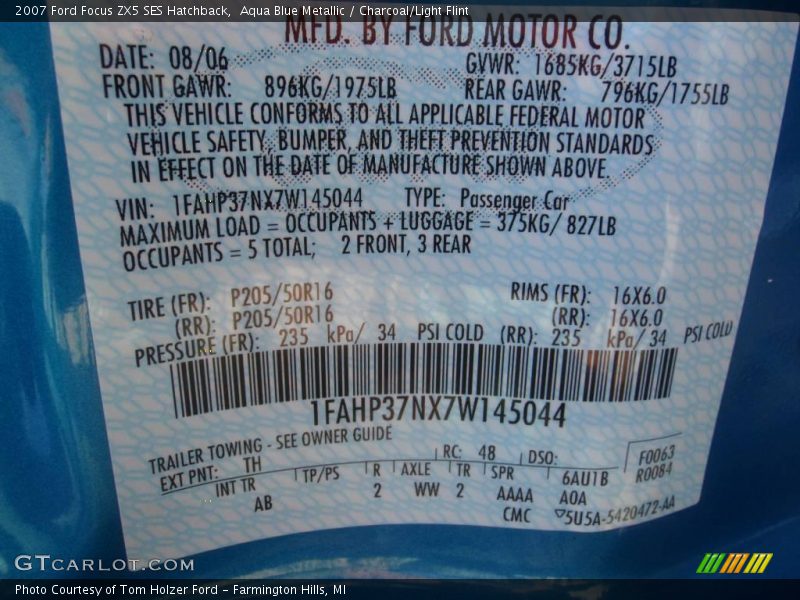 2007 Ford Focus ZX5 SES Hatchback, Aqua Blue Metallic / Charcoal/Light Flint
MFD. BY FORD MOTOR CO.
DATE: 08/06 GVWR: 1685KG/3715LB
FRONT GAWR: 896KG/1975LB REAR GAWR: 796KG/1755LB
THIS VEHICLE CONFORMS TO ALL APPLICABLE FEDERAL MOTOR
VEHICLE SAFETY, BUMPER, AND THEFT PREVENTION STANDARDS
IN EFFECT ON THE DATE OF MANUFACTURE SHOWN ABOVE.
VIN: 1FAHP37NX7W145044 TYPE: Passenger Car
MAXIMUM LOAD = OCCUPANTS + LUGGAGE = 375KG/ 827LB
OCCUPANTS = 5 TOTAL; 2 FRONT, 3 REAR
TIRE (FR): P205/50R16 RIMS (FR): 16X6.0
(RR): P205/50R16 (RR): 16X6.0
PRESSURE (FR): 235 kPa/ 34 PSI COLD (RR): 235 kPa/ 34 PSI COLD
1FAHP37NX7W145044
TRAILER TOWING - SEE OWNER GUIDE
EXT PNT: TH RC: 48 DSO: F0063
INT TR TP/PS R AXLE TR SPR 6AU1B R0084
AB 2 WW 2 AAAA AOA
CMC 5U5A-5420472-AA
GTCARLOT.COM
Photo Courtesy of Tom Holzer Ford – Farmington Hills, MI